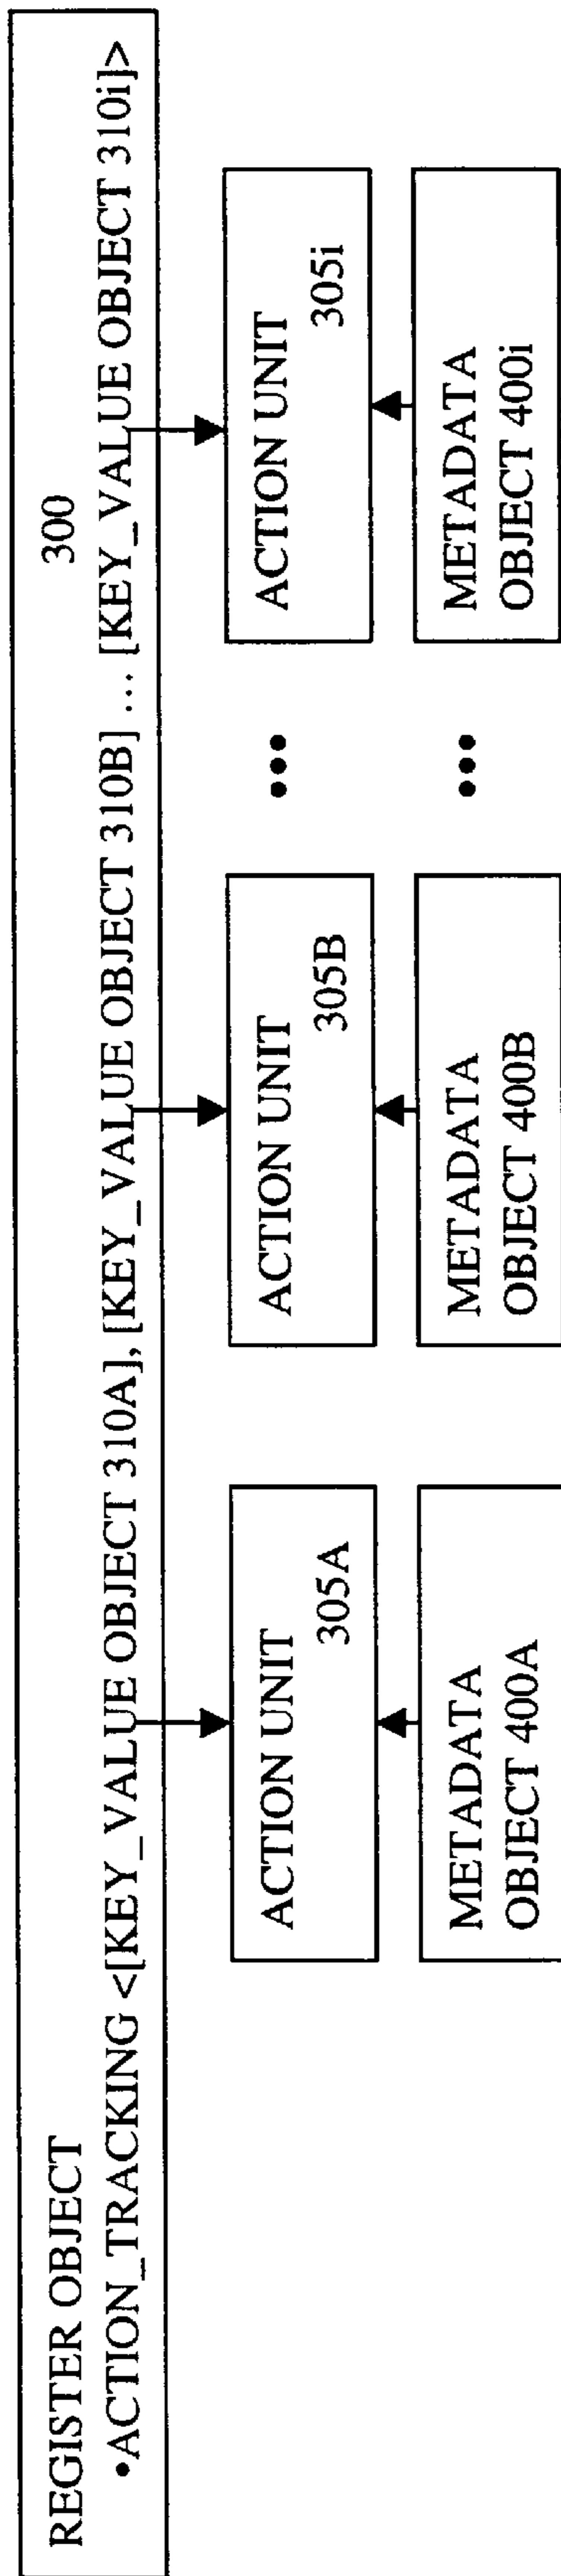 REGISTER OBJECT 300
•ACTION_TRACKING <[KEY_VALUE OBJECT 310A], [KEY_VALUE OBJECT 310B] ... [KEY_VALUE OBJECT 310i]>
ACTION UNIT
305A
ACTION UNIT
305B
•••
ACTION UNIT
305i
METADATA
OBJECT 400A
METADATA
OBJECT 400B
•••
METADATA
OBJECT 400i